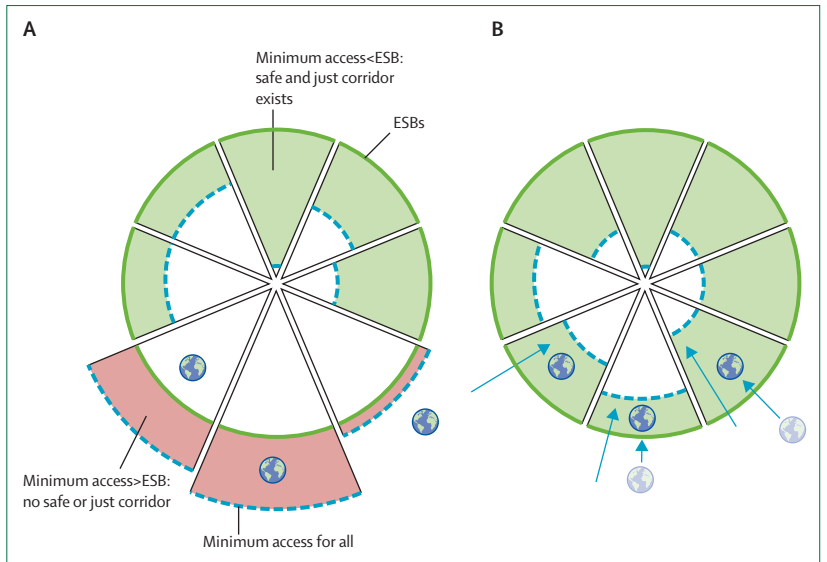 A
B
Minimum access<ESB:
safe and just corridor
exists
ESBs
Minimum access>ESB:
no safe or just corridor
Minimum access for all